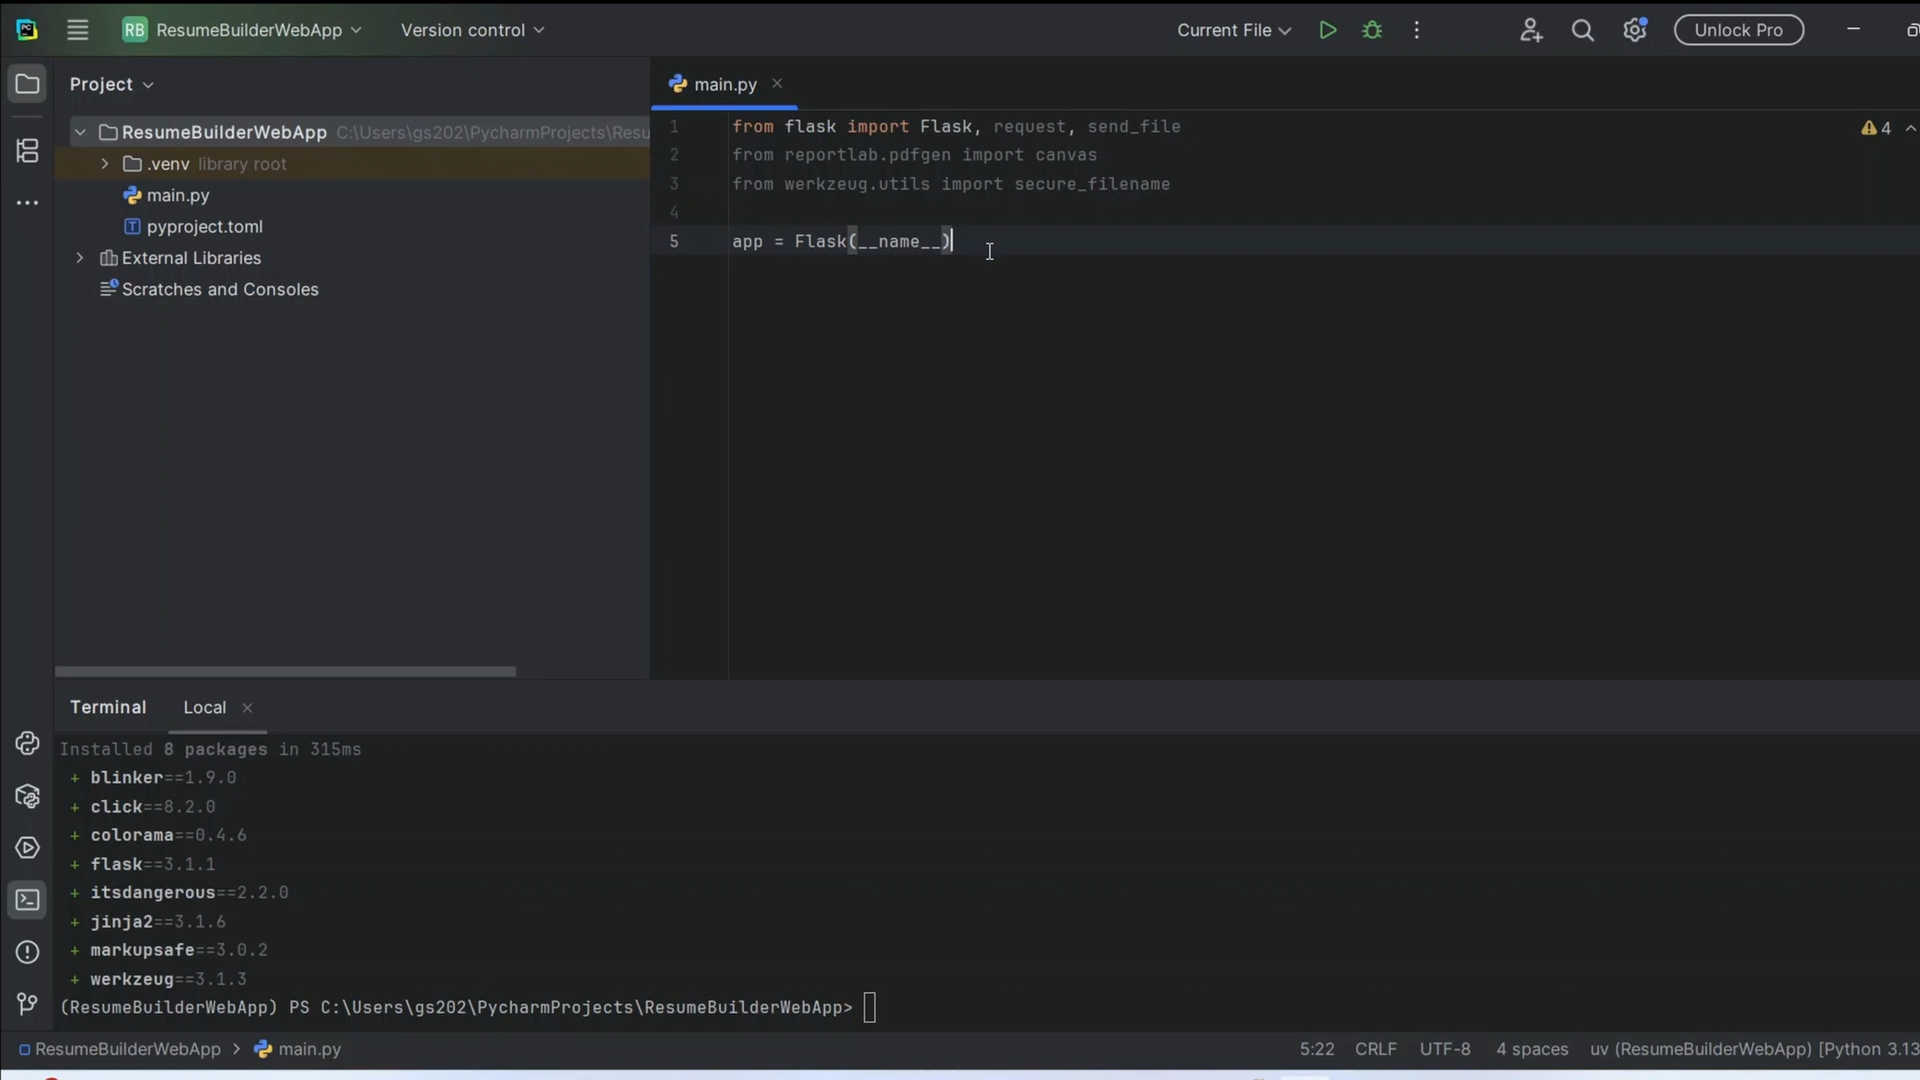 RB ResumeBuilderWebApp Version control Current File Unlock Pro
Project
main.py
ResumeBuilderWebApp C:\Users\gs202\PycharmProjects\Resu
.venv library root
main.py
pyproject.toml
External Libraries
Scratches and Consoles
1 from flask import Flask, request, send_file
2 from reportlab.pdfgen import canvas
3 from werkzeug.utils import secure_filename
4
5 app = Flask(__name__)
4
Terminal Local
Installed 8 packages in 315ms
+ blinker==1.9.0
+ click==8.2.0
+ colorama==0.4.6
+ flask==3.1.1
+ itsdangerous==2.2.0
+ jinja2==3.1.6
+ markupsafe==3.0.2
+ werkzeug==3.1.3
(ResumeBuilderWebApp) PS C:\Users\gs202\PycharmProjects\ResumeBuilderWebApp>
ResumeBuilderWebApp > main.py 5:22 CRLF UTF-8 4 spaces uv (ResumeBuilderWebApp) [Python 3.13